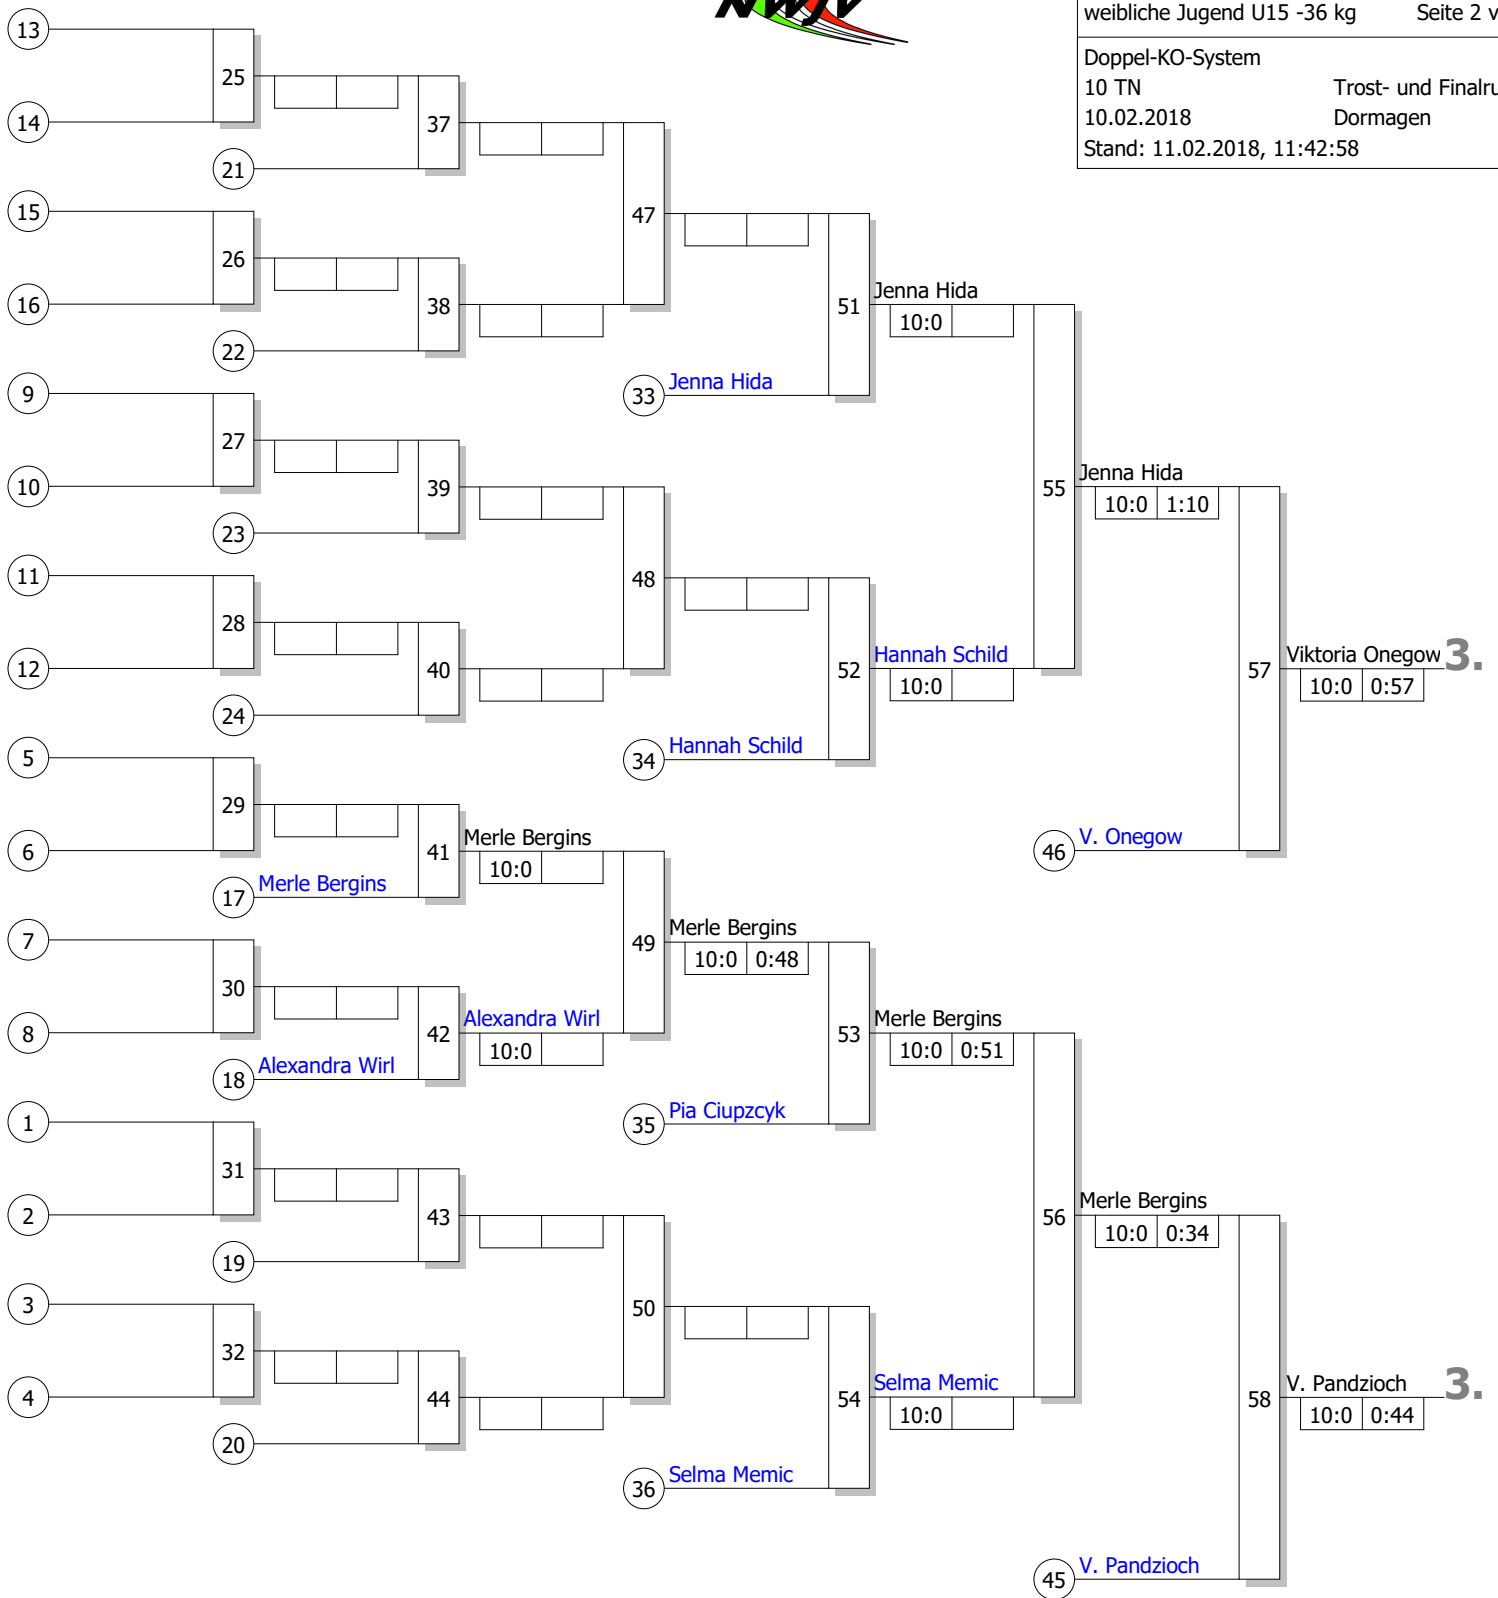 NWJV
weibliche Jugend U15 -36 kg Seite 2 v
Doppel-KO-System
10 TN Trost- und Finalru
10.02.2018 Dormagen
Stand: 11.02.2018, 11:42:58
13
25
14
37
21
15
47
26
16
38
51
Jenna Hida
10:0
22
9
33
Jenna Hida
27
10
39
55
Jenna Hida
10:0 1:10
23
11
48
28
12
40
52
Hannah Schild
10:0
57
Viktoria Onegow
3.
10:0 0:57
24
5
34
Hannah Schild
29
6
41
Merle Bergins
10:0
46
V. Onegow
17
Merle Bergins
7
49
Merle Bergins
10:0 0:48
30
8
42
Alexandra Wirl
10:0
53
Merle Bergins
10:0 0:51
18
Alexandra Wirl
1
35
Pia Ciupzcyk
31
2
43
56
Merle Bergins
10:0 0:34
19
3
50
32
4
44
54
Selma Memic
10:0
58
V. Pandzioch
3.
10:0 0:44
20
36
Selma Memic
45
V. Pandzioch